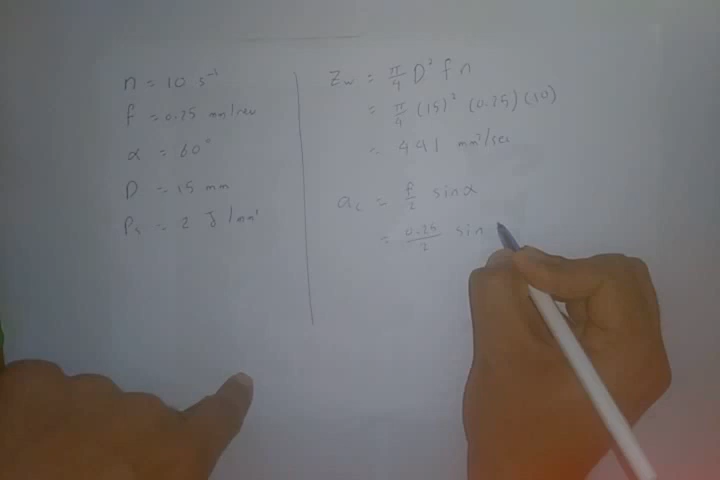 n = 10 s⁻¹
f = 0.25 mm/rev
α = 60°
D = 15 mm
Ps = 2 J/mm³
Zw = π/4 D² f n
= π/4 (15)² (0.25) (10)
= 441 mm³/sec
ac = f/2 sinα
= 0.25/2 sin